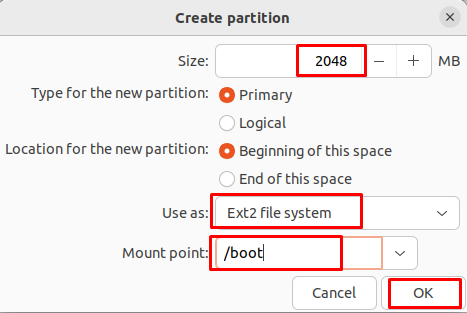 Create partition
Size: 2048 − + MB
Type for the new partition: Primary
Logical
Location for the new partition: Beginning of this space
End of this space
Use as: Ext2 file system
Mount point: /boot
Cancel OK